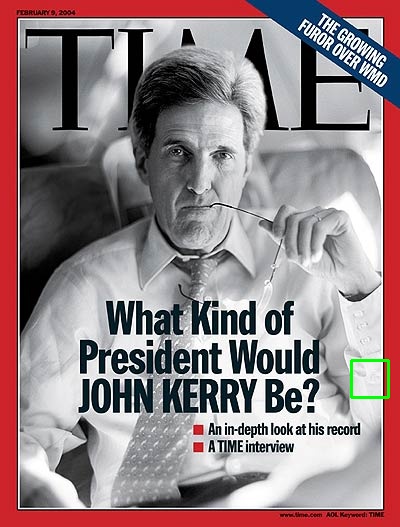 FEBRUARY 9, 2004
THE GROWING
FUROR OVER WMD
TIME
What Kind of
President Would
JOHN KERRY Be?
An in-depth look at his record
A TIME interview
www.time.com AOL Keyword: TIME